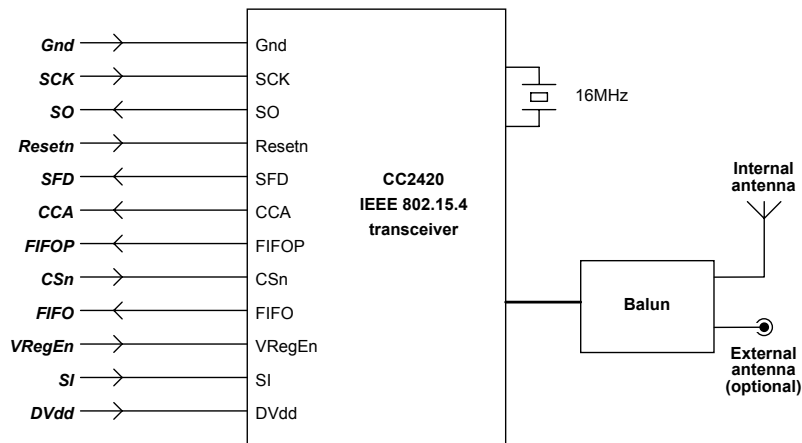 Gnd Gnd
SCK SCK
SO SO
Resetn Resetn
SFD SFD
CCA CCA
FIFOP FIFOP
CSn CSn
FIFO FIFO
VRegEn VRegEn
SI SI
DVdd DVdd
CC2420
IEEE 802.15.4
transceiver
16MHz
Internal
antenna
Balun
External
antenna
(optional)